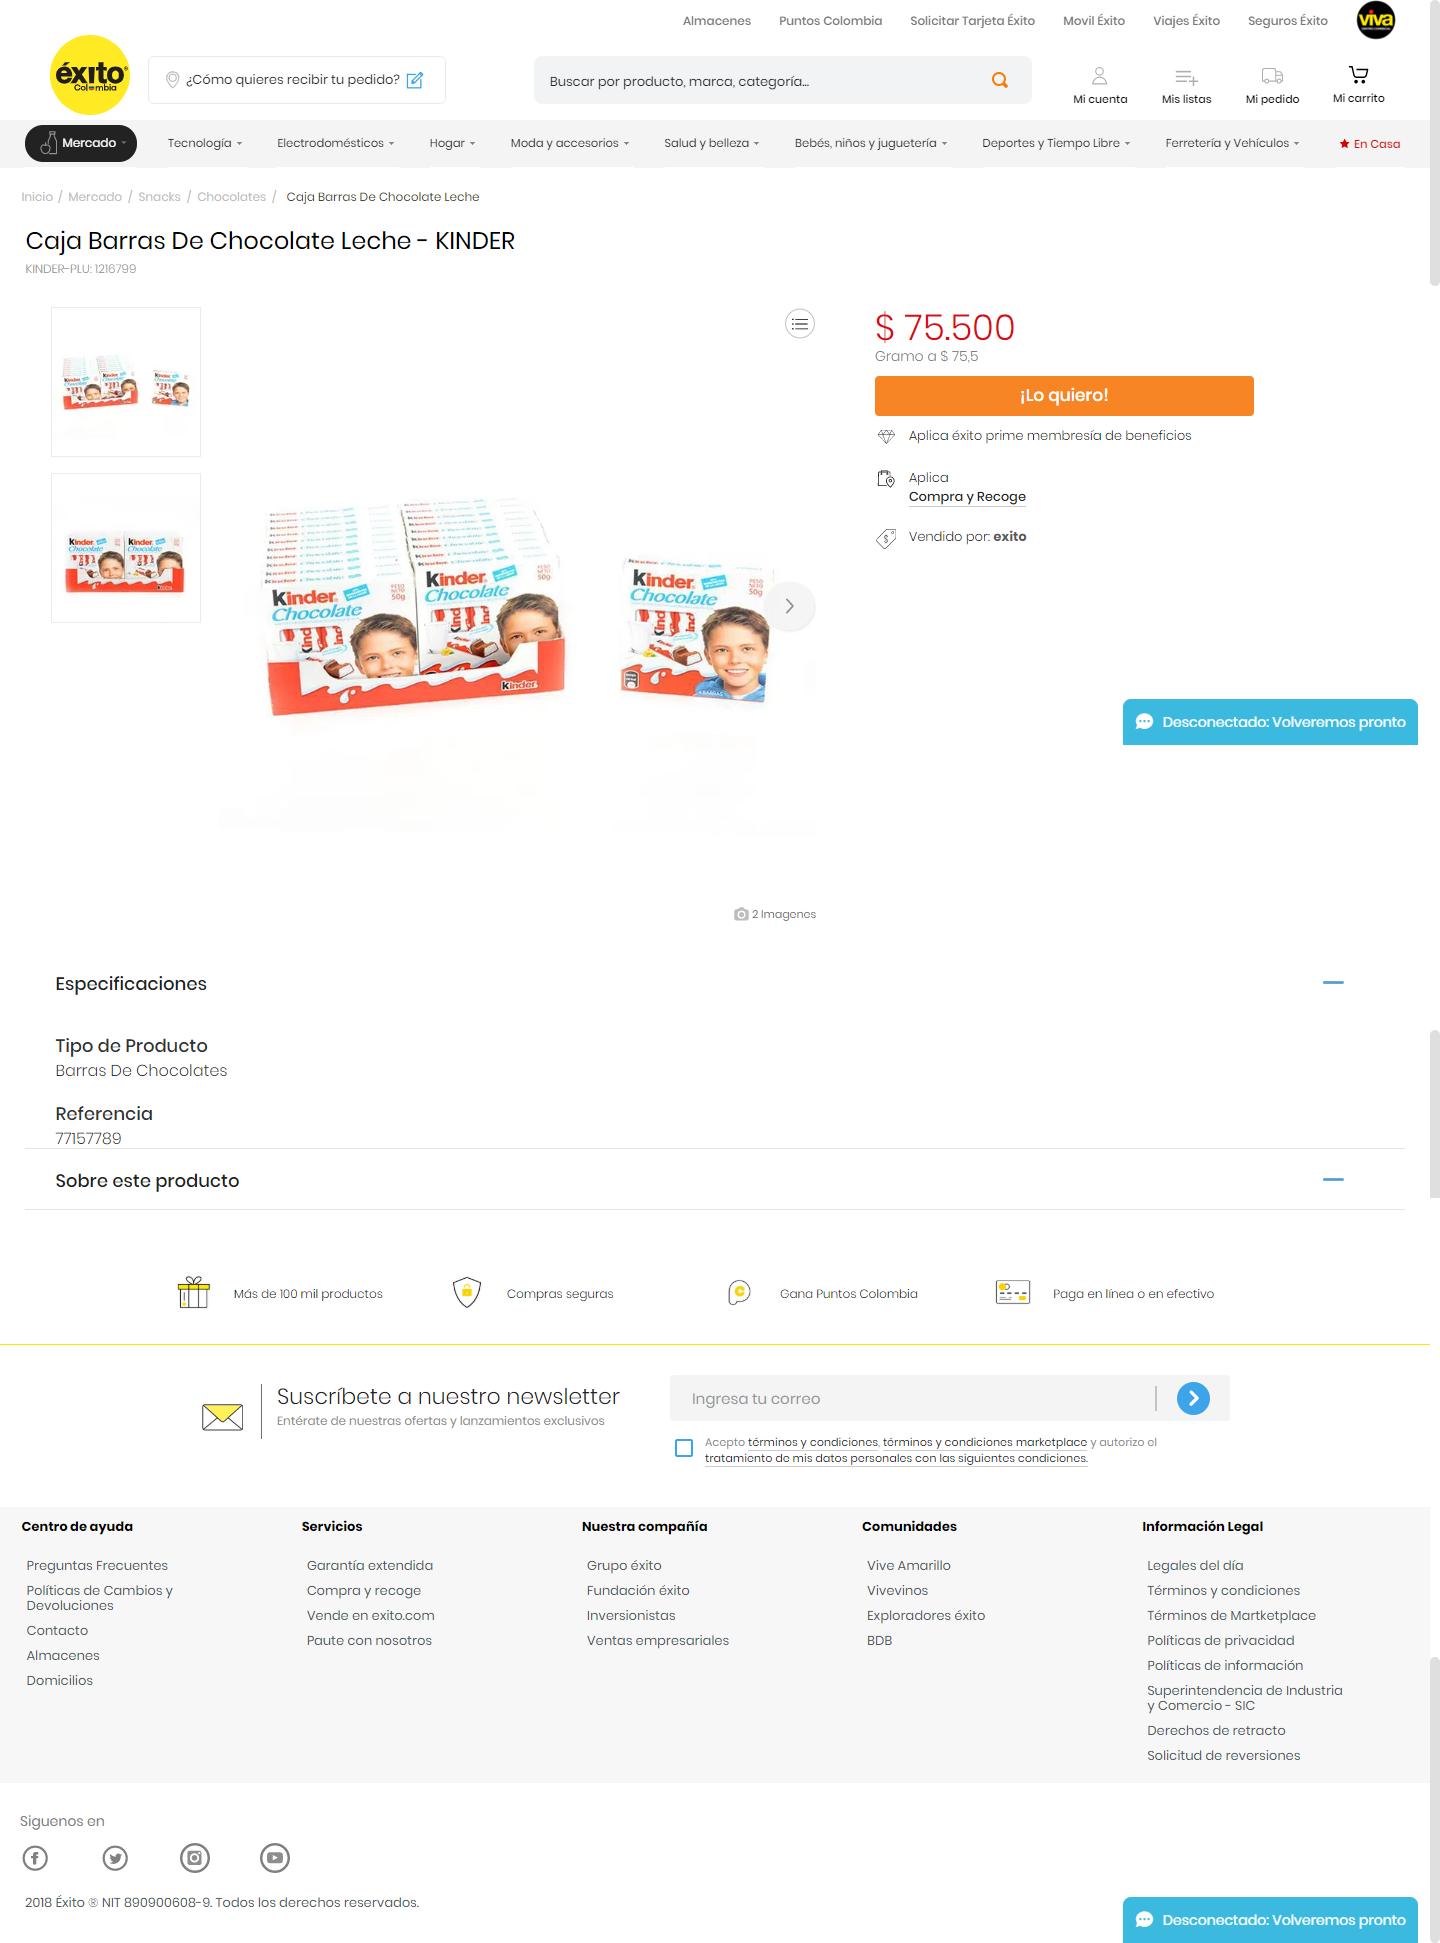 Almacenes Puntos Colombia Solicitar Tarjeta Éxito Movil Éxito Viajes Éxito Seguros Éxito viva
éxito
Colombia
¿Cómo quieres recibir tu pedido?
Buscar por producto, marca, categoría...
Mi cuenta Mis listas Mi pedido Mi carrito
Mercado Tecnología Electrodomésticos Hogar Moda y accesorios Salud y belleza Bebés, niños y juguetería Deportes y Tiempo Libre Ferretería y Vehículos En Casa
Inicio / Mercado / Snacks / Chocolates / Caja Barras De Chocolate Leche
Caja Barras De Chocolate Leche - KINDER
KINDER-PLU: 1216799
$ 75.500
Gramo a $ 75,5
¡Lo quiero!
Aplica éxito prime membresía de beneficios
Aplica
Compra y Recoge
Vendido por: exito
Kinder
Chocolate
PESO
NETO
50g
Kinder
Chocolate
PESO
NETO
50g
Kinder
Kinder
Chocolate
PESO
NETO
50g
Desconectado: Volveremos pronto
2 Imagenes
Especificaciones
Tipo de Producto
Barras De Chocolates
Referencia
77157789
Sobre este producto
Más de 100 mil productos Compras seguras Gana Puntos Colombia Paga en línea o en efectivo
Suscríbete a nuestro newsletter
Entérate de nuestras ofertas y lanzamientos exclusivos
Ingresa tu correo
Acepto términos y condiciones, términos y condiciones marketplace y autorizo el
tratamiento de mis datos personales con las siguientes condiciones.
Centro de ayuda
Preguntas Frecuentes
Políticas de Cambios y
Devoluciones
Contacto
Almacenes
Domicilios
Servicios
Garantía extendida
Compra y recoge
Vende en exito.com
Paute con nosotros
Nuestra compañía
Grupo éxito
Fundación éxito
Inversionistas
Ventas empresariales
Comunidades
Vive Amarillo
Vivevinos
Exploradores éxito
BDB
Información Legal
Legales del día
Términos y condiciones
Términos de Martketplace
Políticas de privacidad
Políticas de información
Superintendencia de Industria
y Comercio - SIC
Derechos de retracto
Solicitud de reversiones
Siguenos en
2018 Éxito ® NIT 890900608-9. Todos los derechos reservados.
Desconectado: Volveremos pronto